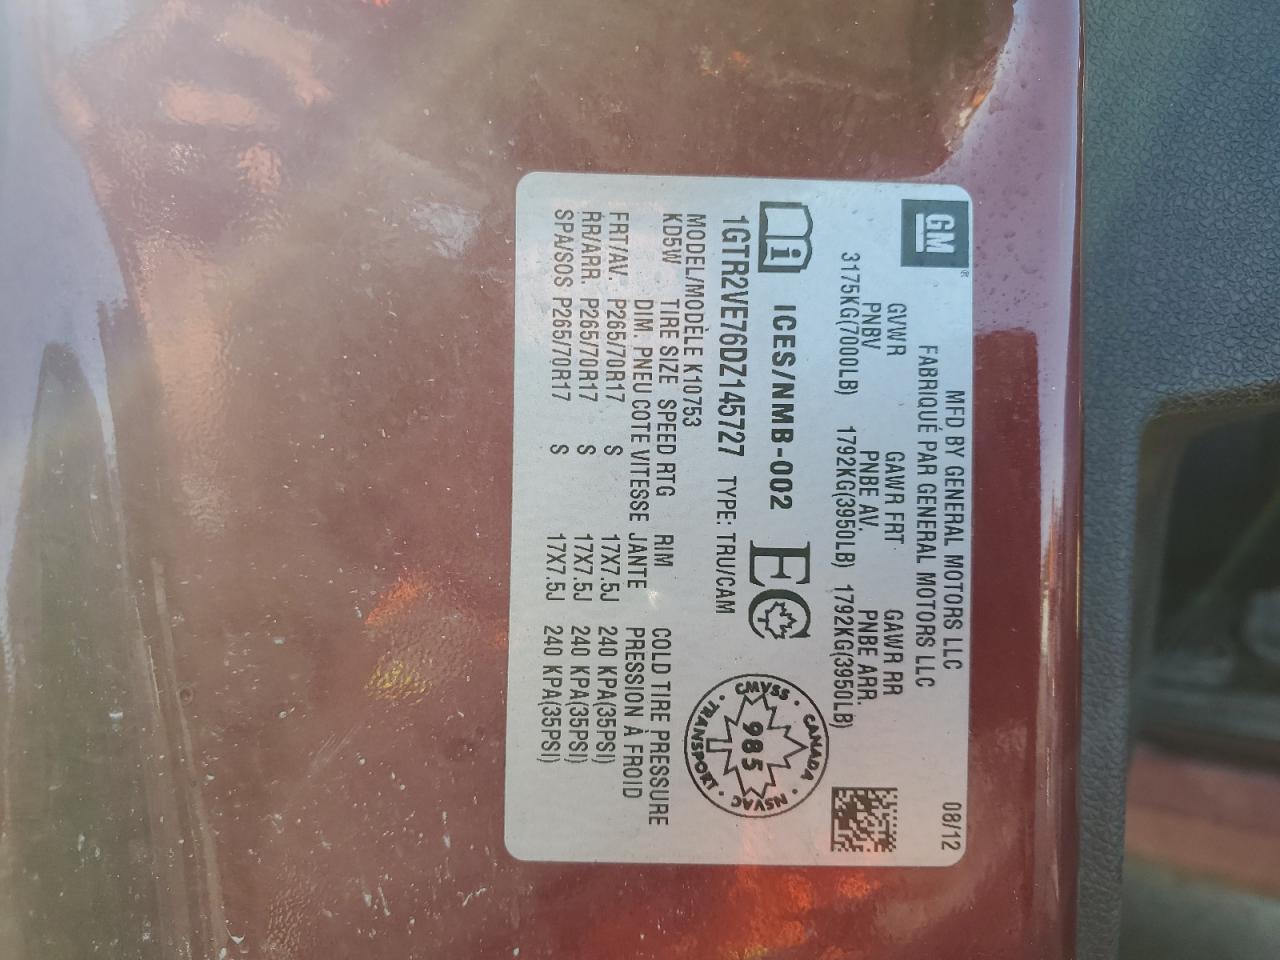 GM®
MFD BY GENERAL MOTORS LLC
08/12
FABRIQUÉ PAR GENERAL MOTORS LLC
GVWR GAWR FRT GAWR RR
PNBV PNBE AV. PNBE ARR.
3175KG(7000LB) 1792KG(3950LB) 1792KG(3950LB)
i ICES/NMB-002 EC
CANADA · NSVAC · TRANSPORT · CMVSS ·
985
1GTR2VE76DZ145727 TYPE: TRU/CAM
MODEL/MODÈLE K10753
KD5W TIRE SIZE SPEED RTG RIM COLD TIRE PRESSURE
DIM. PNEU COTE VITESSE JANTE PRESSION À FROID
FRT/AV. P265/70R17 S 17X7.5J 240 KPA(35PSI)
RR/ARR. P265/70R17 S 17X7.5J 240 KPA(35PSI)
SPA/SOS P265/70R17 S 17X7.5J 240 KPA(35PSI)